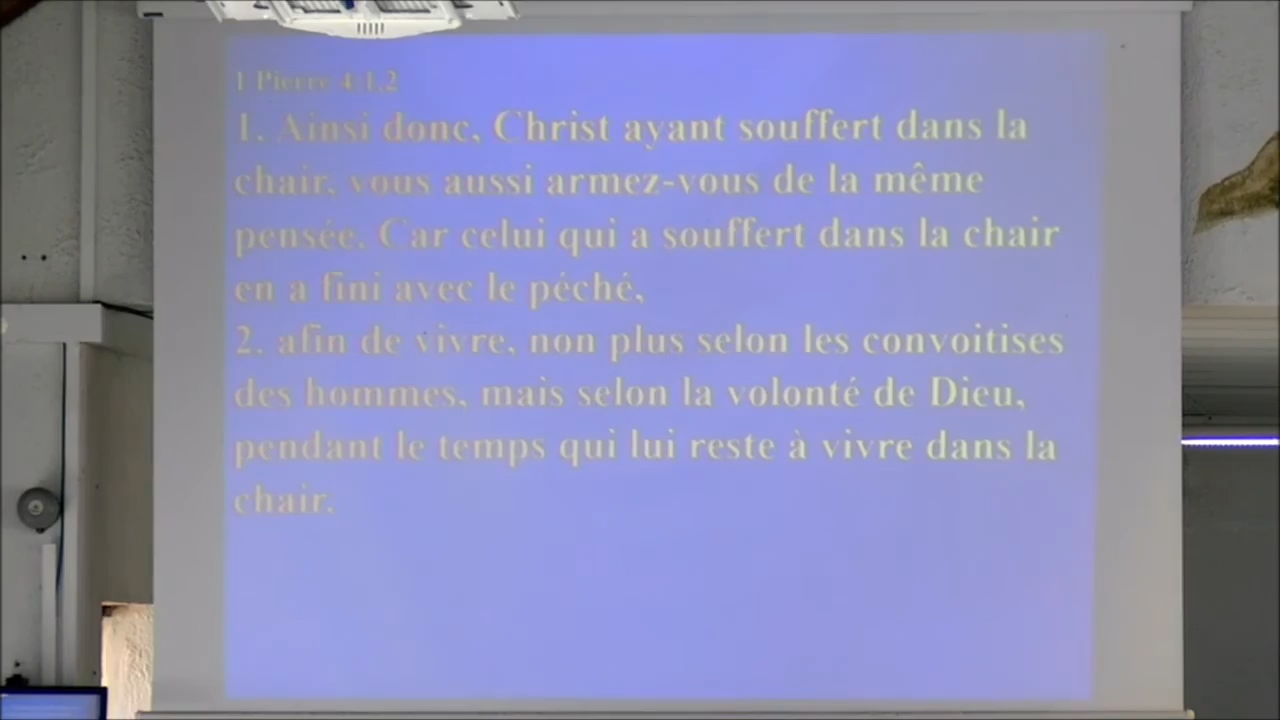 1 Pierre 4:1,2
1. Ainsi donc, Christ ayant souffert dans la
chair, vous aussi armez-vous de la même
pensée. Car celui qui a souffert dans la chair
en a fini avec le péché,
2. afin de vivre, non plus selon les convoitises
des hommes, mais selon la volonté de Dieu,
pendant le temps qui lui reste à vivre dans la
chair.